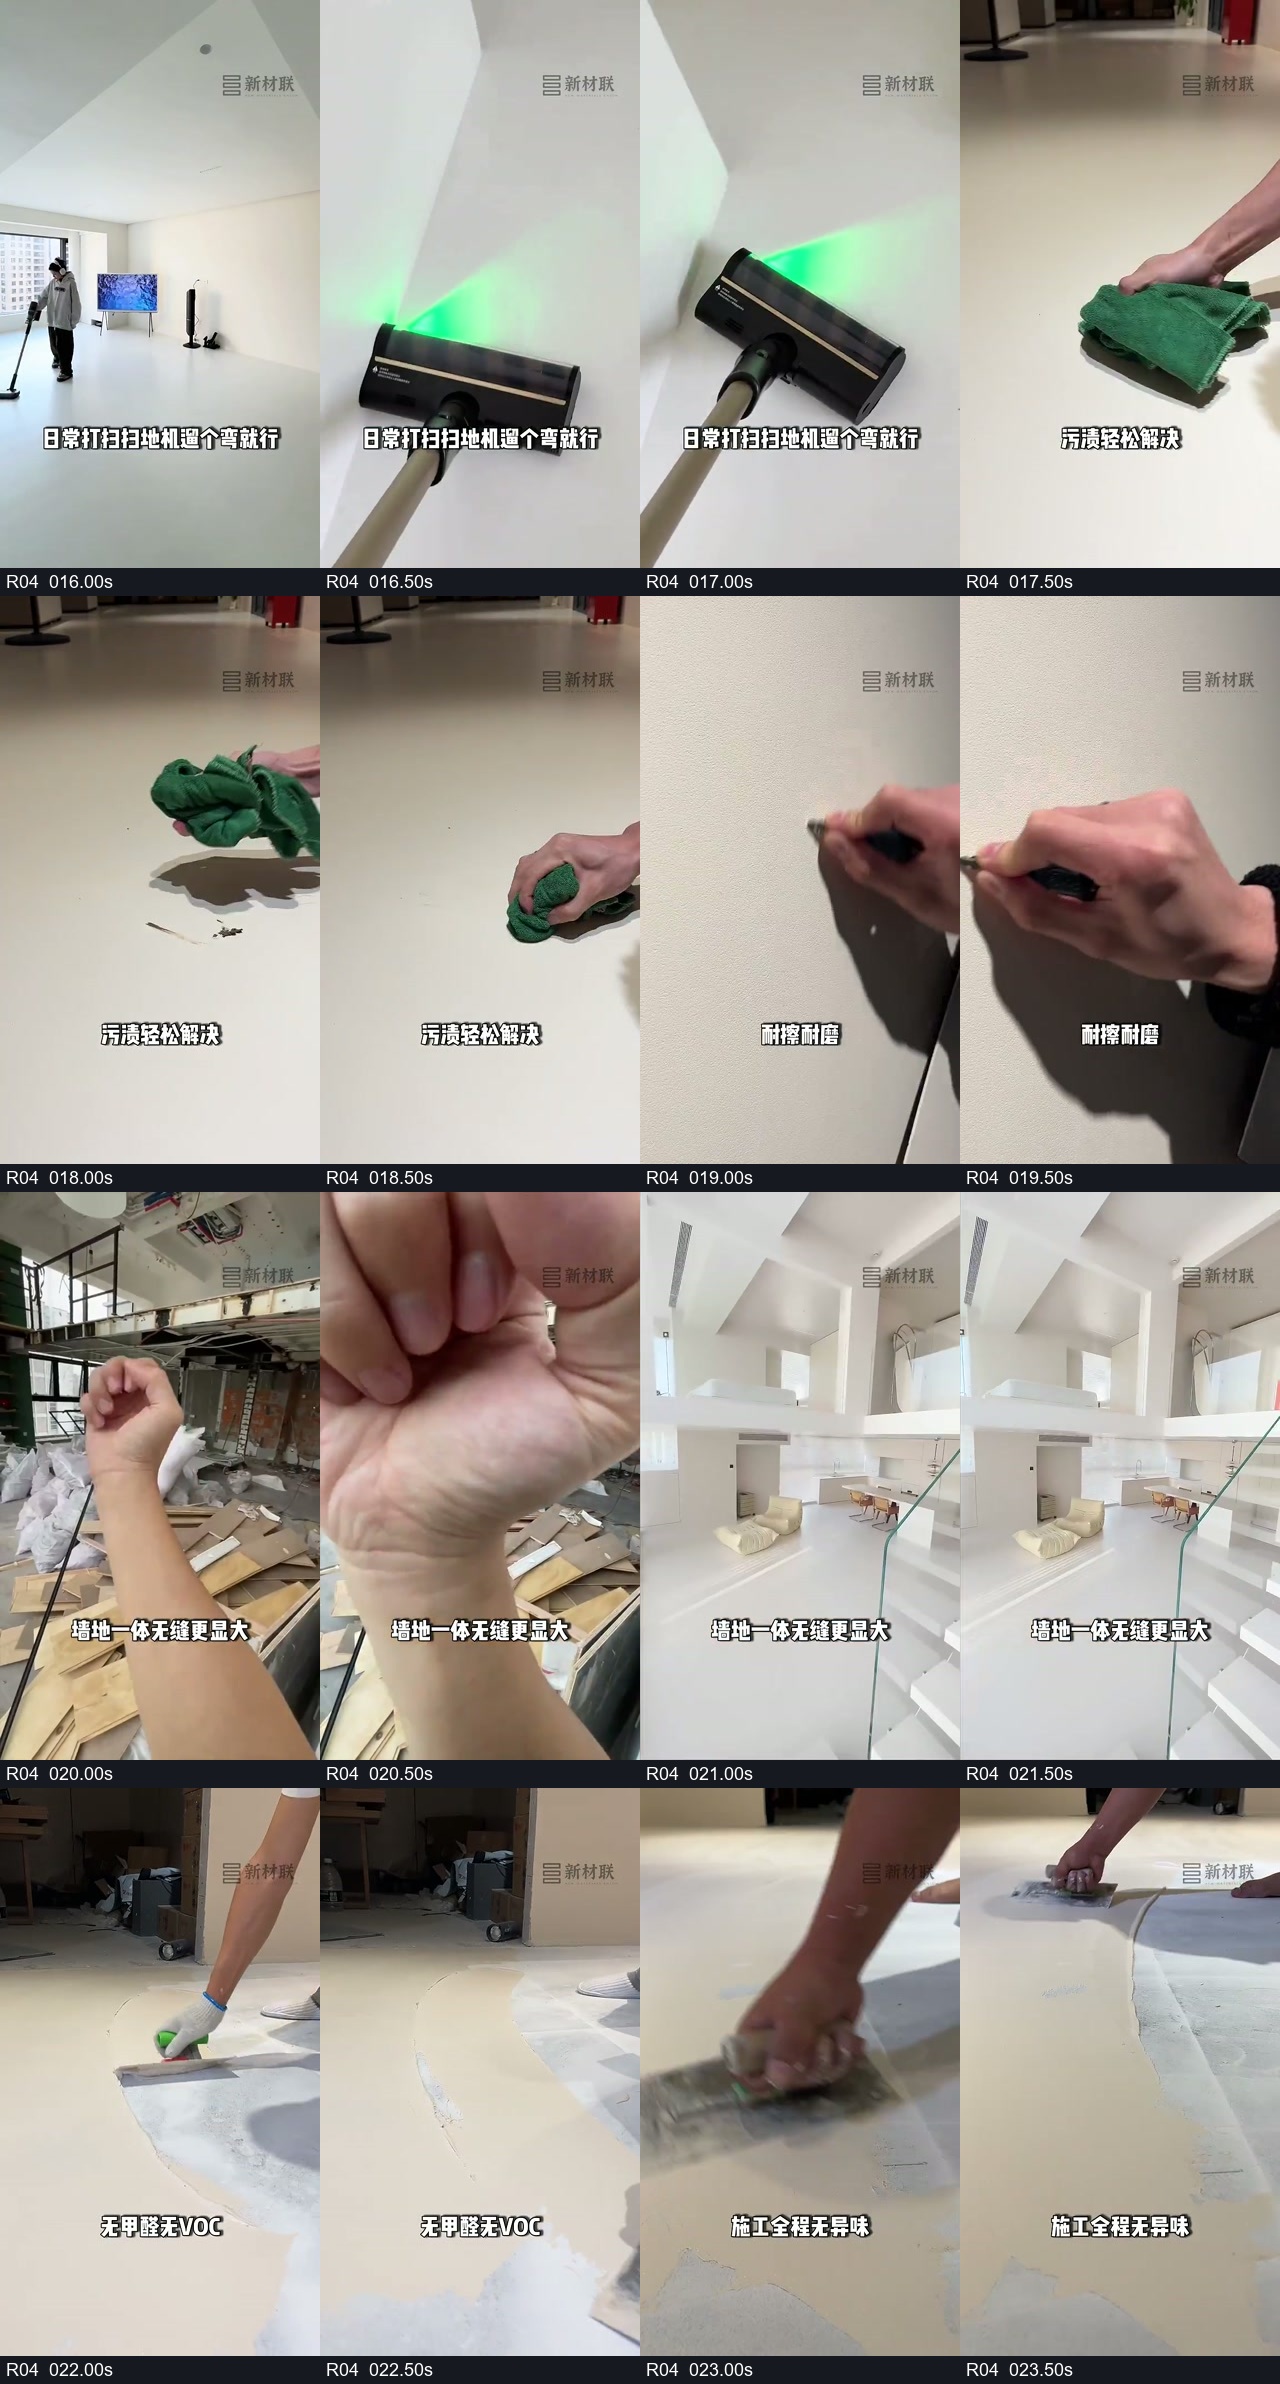 新材联
新材联
新材联
新材联
日常打扫扫地机遛个弯就行
日常打扫扫地机遛个弯就行
日常打扫扫地机遛个弯就行
污渍轻松解决
R04 016.00s
R04 016.50s
R04 017.00s
R04 017.50s
新材联
新材联
新材联
新材联
污渍轻松解决
污渍轻松解决
耐擦耐磨
耐擦耐磨
R04 018.00s
R04 018.50s
R04 019.00s
R04 019.50s
新材联
新材联
新材联
新材联
墙地一体无缝更显大
墙地一体无缝更显大
墙地一体无缝更显大
墙地一体无缝更显大
R04 020.00s
R04 020.50s
R04 021.00s
R04 021.50s
新材联
新材联
新材联
新材联
无甲醛无VOC
无甲醛无VOC
施工全程无异味
施工全程无异味
R04 022.00s
R04 022.50s
R04 023.00s
R04 023.50s